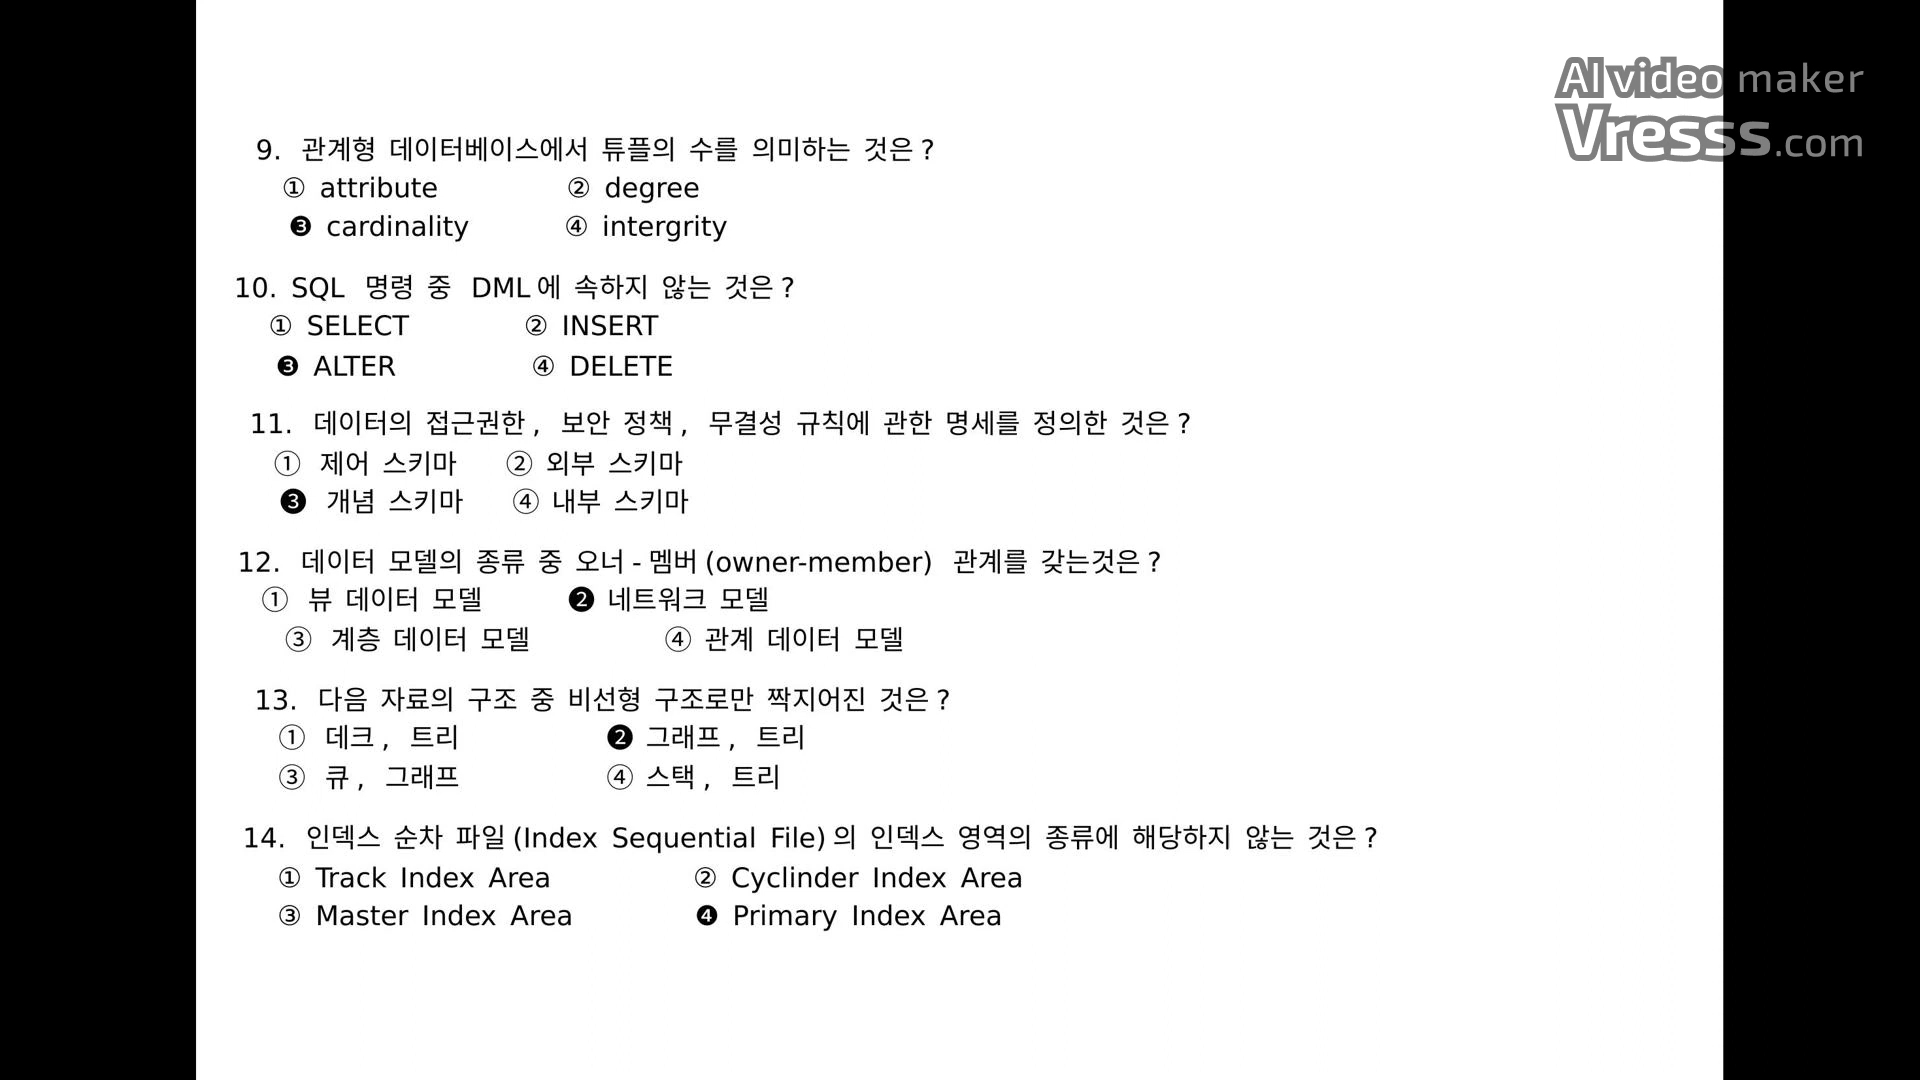 AI video maker
Vresss.com
9. 관계형 데이터베이스에서 튜플의 수를 의미하는 것은?
① attribute ② degree
❸ cardinality ④ intergrity
10. SQL 명령 중 DML에 속하지 않는 것은?
① SELECT ② INSERT
❸ ALTER ④ DELETE
11. 데이터의 접근권한, 보안 정책, 무결성 규칙에 관한 명세를 정의한 것은?
① 제어 스키마 ② 외부 스키마
❸ 개념 스키마 ④ 내부 스키마
12. 데이터 모델의 종류 중 오너-멤버(owner-member) 관계를 갖는것은?
① 뷰 데이터 모델 ❷ 네트워크 모델
③ 계층 데이터 모델 ④ 관계 데이터 모델
13. 다음 자료의 구조 중 비선형 구조로만 짝지어진 것은?
① 데크, 트리 ❷ 그래프, 트리
③ 큐, 그래프 ④ 스택, 트리
14. 인덱스 순차 파일(Index Sequential File)의 인덱스 영역의 종류에 해당하지 않는 것은?
① Track Index Area ② Cyclinder Index Area
③ Master Index Area ❹ Primary Index Area